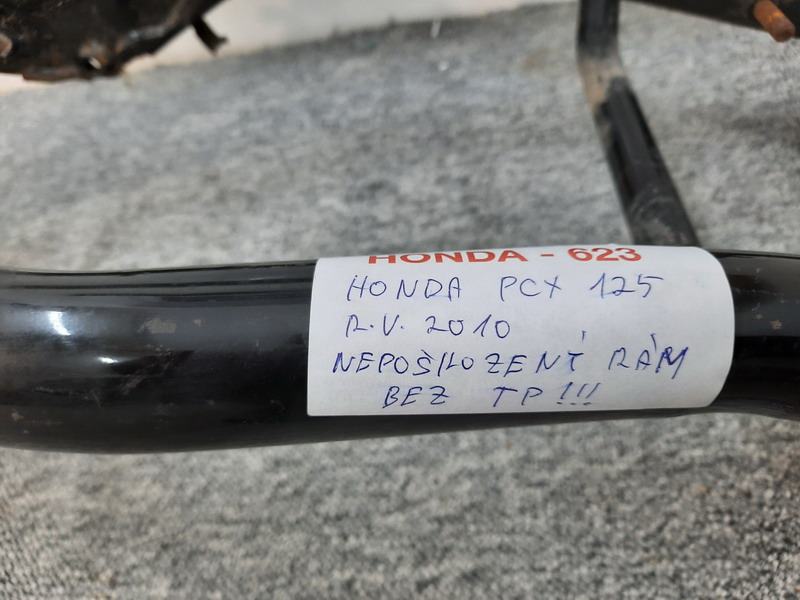 HONDA - 623
HONDA PCX 125
R.V. 2010
NEPOŠKOZENÝ RÁM
BEZ TP!!!